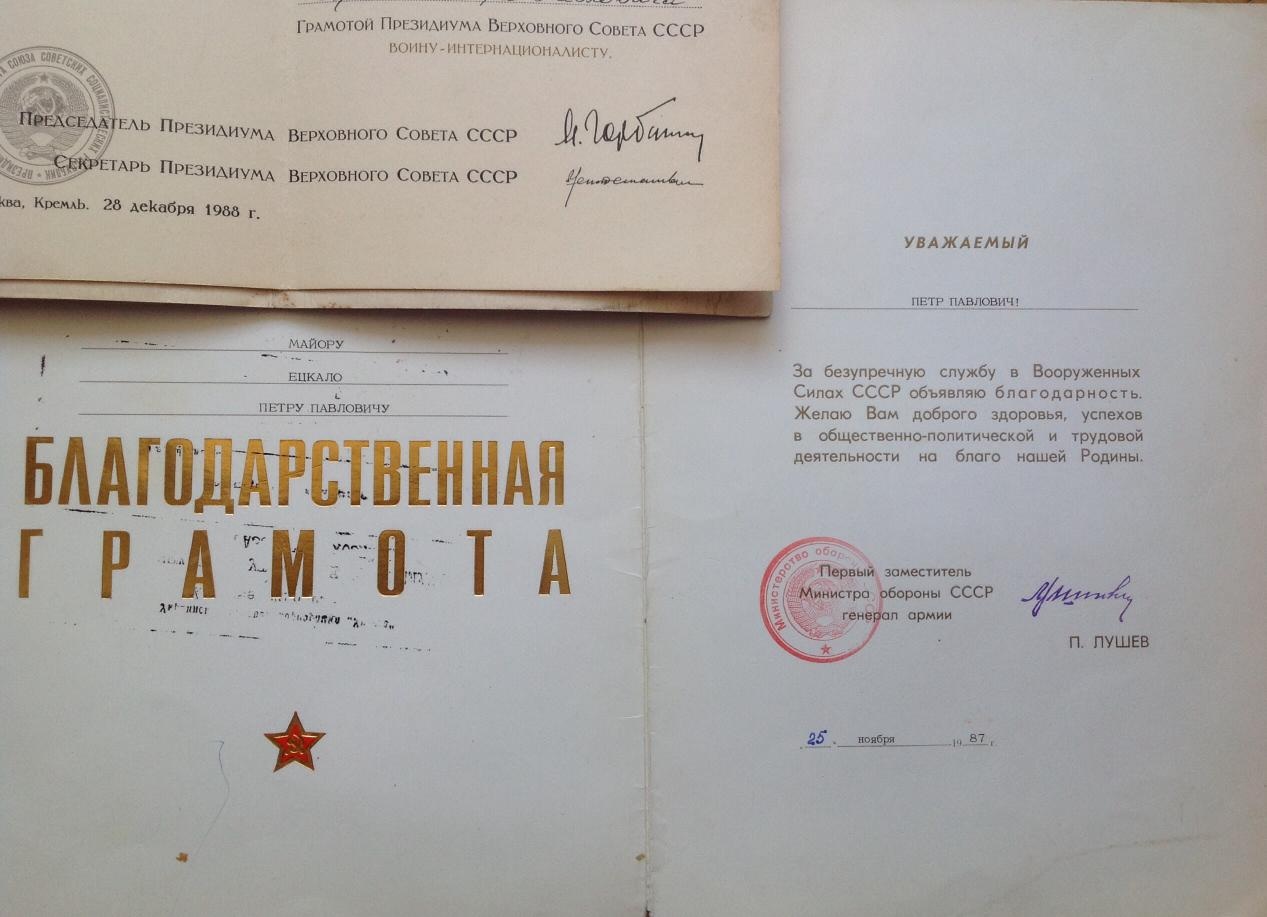 Грамотой Президиума Верховного Совета СССР
ВОИНУ-ИНТЕРНАЦИОНАЛИСТУ.
Председатель Президиума Верховного Совета СССР
Секретарь Президиума Верховного Совета СССР
ква, Кремль. 28 декабря 1988 г.
МАЙОРУ
ЕЦКАЛО
ПЕТРУ ПАВЛОВИЧУ
БЛАГОДАРСТВЕННАЯ
ГРАМОТА
УВАЖАЕМЫЙ
ПЕТР ПАВЛОВИЧ!
За безупречную службу в Вооруженных
Силах СССР объявляю благодарность.
Желаю Вам доброго здоровья, успехов
в общественно-политической и трудовой
деятельности на благо нашей Родины.
Министерство оборон
Первый заместитель
Министра обороны СССР
генерал армии
П. ЛУШЕВ
25 ноября 1987 г.